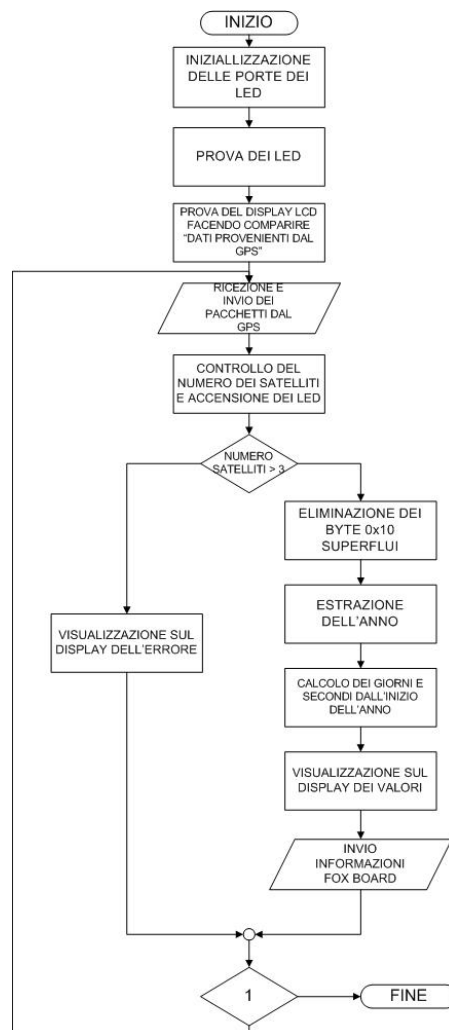 INIZIO
INIZIALLIZZAZIONE
DELLE PORTE DEI
LED
PROVA DEI LED
PROVA DEL DISPLAY LCD
FACENDO COMPARIRE
“DATI PROVENIENTI DAL
GPS”
RICEZIONE E
INVIO DEI
PACCHETTI DAL
GPS
CONTROLLO DEL
NUMERO DEI SATELLITI
E ACCENSIONE DEI LED
NUMERO
SATELLITI > 3
ELIMINAZIONE DEI
BYTE 0x10
SUPERFLUI
ESTRAZIONE
DELL'ANNO
VISUALIZZAZIONE SUL
DISPLAY DELL'ERRORE
CALCOLO DEI GIORNI E
SECONDI DALL'INIZIO
DELL'ANNO
VISUALIZZAZIONE SUL
DISPLAY DEI VALORI
INVIO
INFORMAZIONI
FOX BOARD
1
FINE